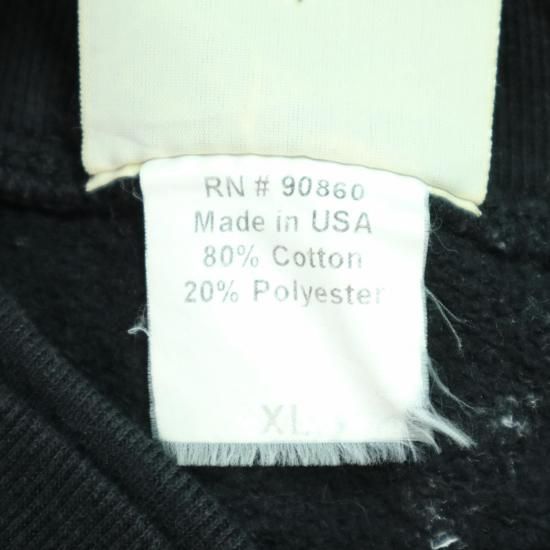 RN # 90860
Made in USA
80% Cotton
20% Polyester
XL